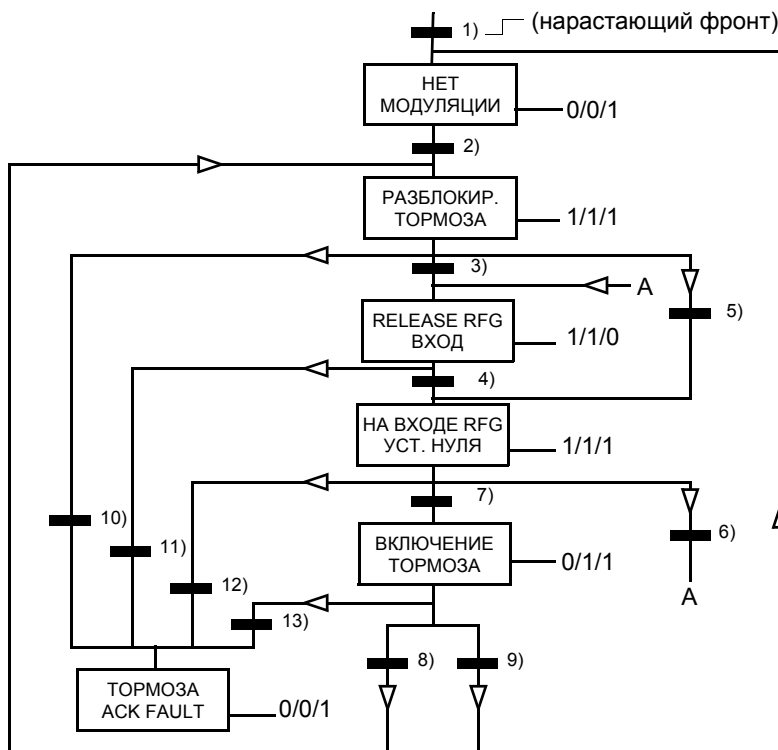 1) (нарастающий фронт)
НЕТ
МОДУЛЯЦИИ
0/0/1
2)
РАЗБЛОКИР.
ТОРМОЗА
1/1/1
3)
A
5)
RELEASE RFG
ВХОД
1/1/0
4)
НА ВХОДЕ RFG
УСТ. НУЛЯ
1/1/1
7)
10)
11)
6)
ВКЛЮЧЕНИЕ
ТОРМОЗА
0/1/1
12)
A
13)
8)
9)
ТОРМОЗА
ACK FAULT
0/0/1